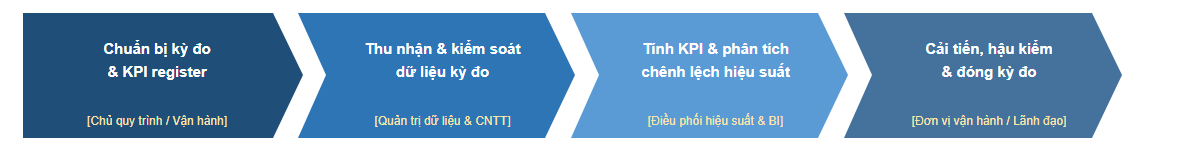 Chuẩn bị kỳ đo
& KPI register
[Chủ quy trình / Vận hành]
Thu nhận & kiểm soát
dữ liệu kỳ đo
[Quản trị dữ liệu & CNTT]
Tính KPI & phân tích
chênh lệch hiệu suất
[Điều phối hiệu suất & BI]
Cải tiến, hậu kiểm
& đóng kỳ đo
[Đơn vị vận hành / Lãnh đạo]